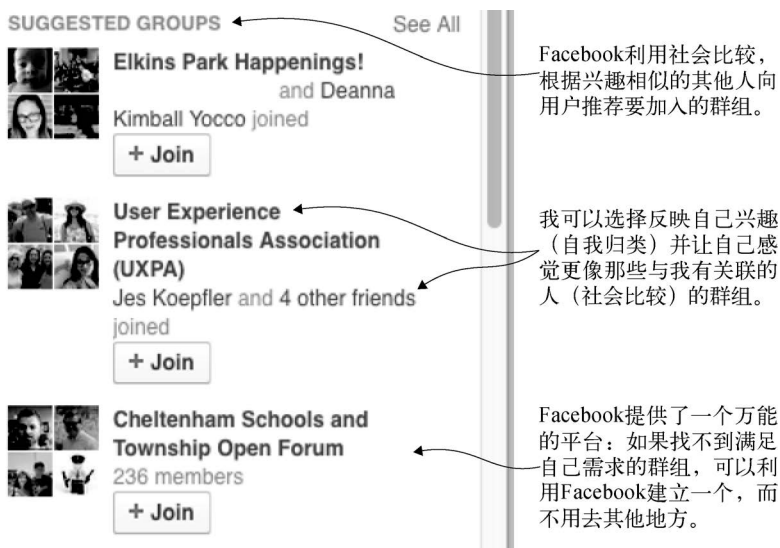 SUGGESTED GROUPS
See All
Elkins Park Happenings!
and Deanna
Kimball Yocco joined
+ Join
User Experience
Professionals Association
(UXPA)
Jes Koepfler and 4 other friends
joined
+ Join
Cheltenham Schools and
Township Open Forum
236 members
+ Join
Facebook利用社会比较，
根据兴趣相似的其他人向
用户推荐要加入的群组。
我可以选择反映自己兴趣
（自我归类）并让自己感
觉更像那些与我有关联的
人（社会比较）的群组。
Facebook提供了一个万能
的平台：如果找不到满足
自己需求的群组，可以利
用Facebook建立一个，而
不用去其他地方。